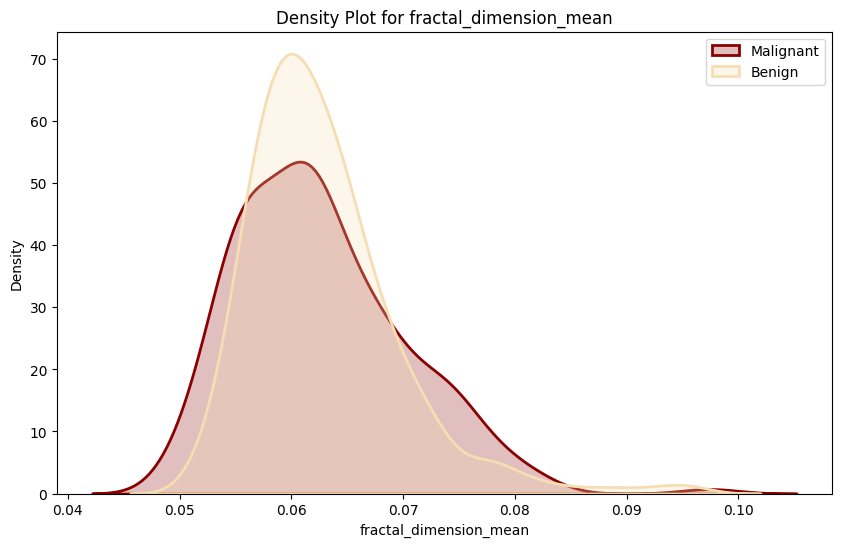 Density Plot for fractal_dimension_mean
Malignant
Benign
70
60
50
40
30
20
10
0
Density
0.04 0.05 0.06 0.07 0.08 0.09 0.10
fractal_dimension_mean